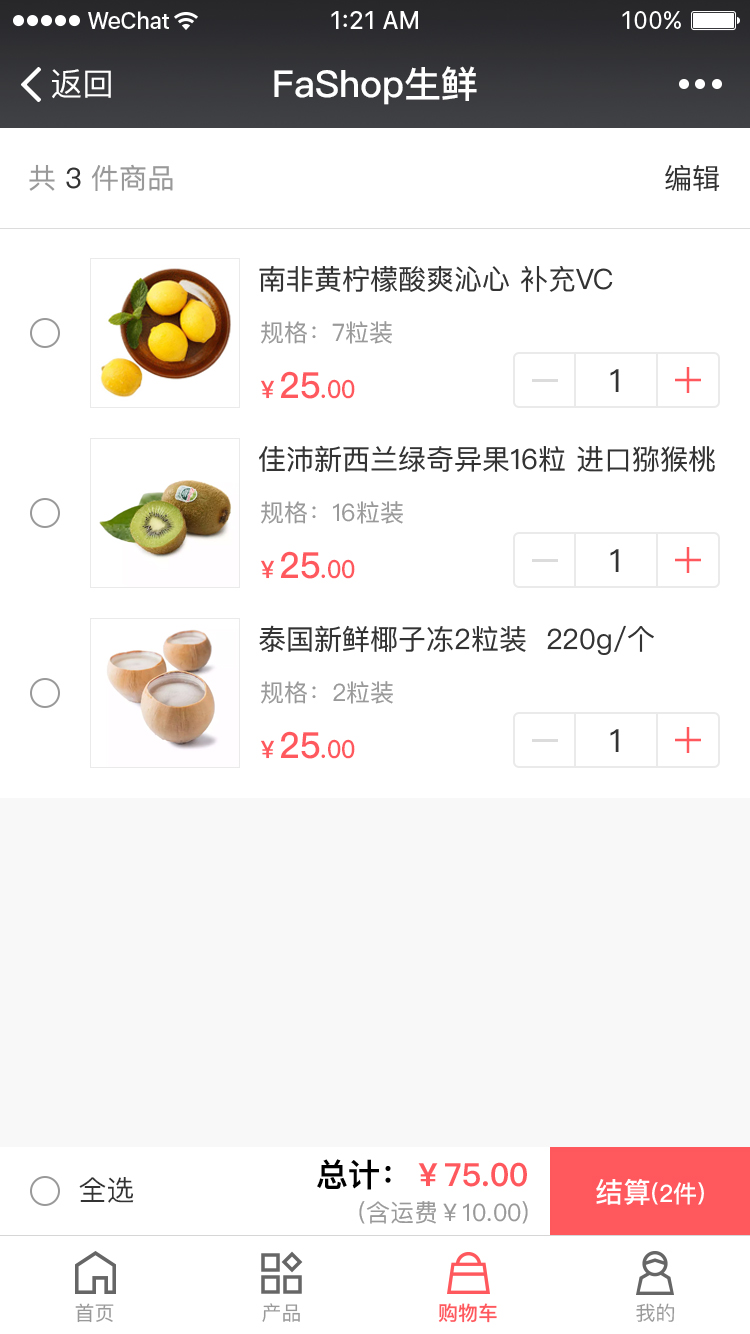 WeChat 1:21 AM 100%
返回 FaShop生鲜
共 3 件商品 编辑
南非黄柠檬酸爽沁心 补充VC
规格：7粒装
¥25.00 1
佳沛新西兰绿奇异果16粒 进口猕猴桃
规格：16粒装
¥25.00 1
泰国新鲜椰子冻2粒装 220g/个
规格：2粒装
¥25.00 1
全选 总计：¥75.00 结算(2件)
(含运费¥10.00)
首页 产品 购物车 我的